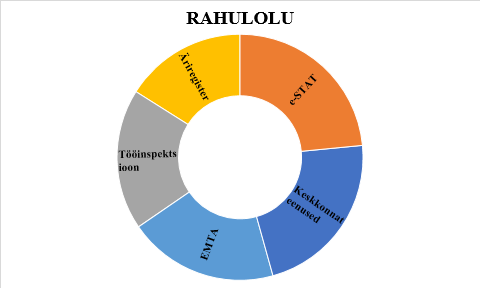 RAHULOLU
e-STAT
Keskkonnat
eenused
EMTA
Tööinspekts
ioon
Äriregister